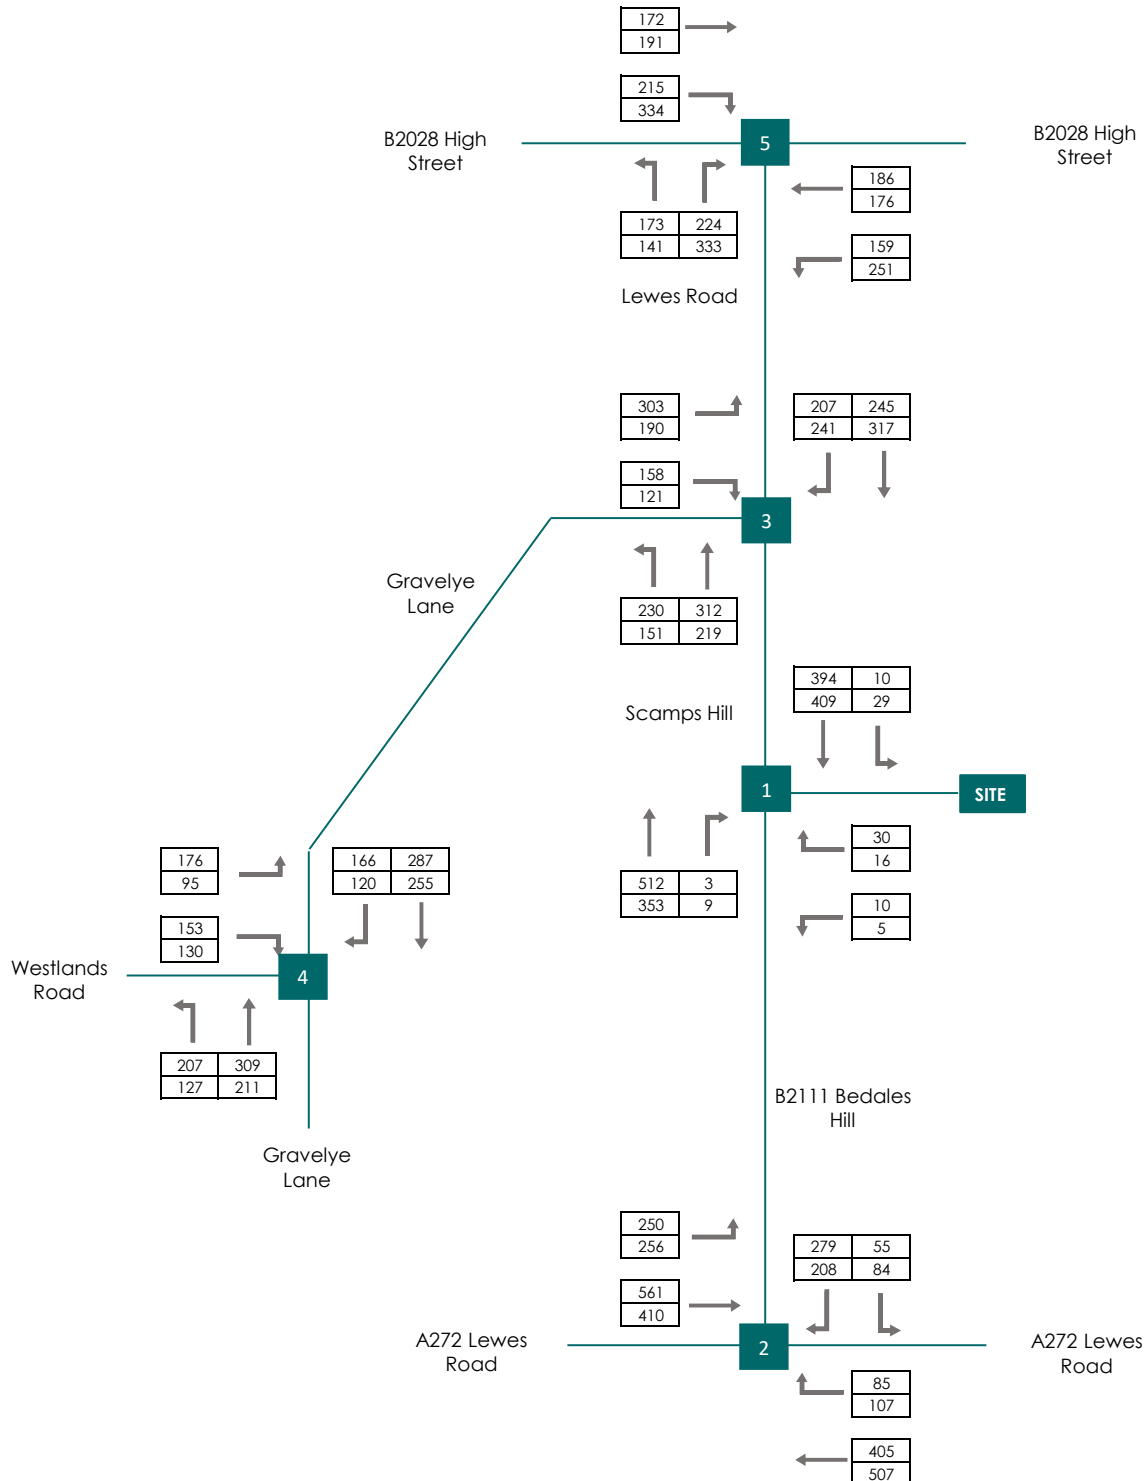 172
191
215
334
B2028 High
Street
5
B2028 High
Street
186
176
173 224
141 333
159
251
Lewes Road
303
190
207 245
241 317
158
121
3
Gravelye
Lane
230 312
151 219
394 10
409 29
Scamps Hill
1
SITE
30
16
176
95
166 287
120 255
512 3
353 9
10
5
153
130
Westlands
Road
4
207 309
127 211
B2111 Bedales
Hill
Gravelye
Lane
250
256
279 55
208 84
561
410
A272 Lewes
Road
2
A272 Lewes
Road
85
107
405
507